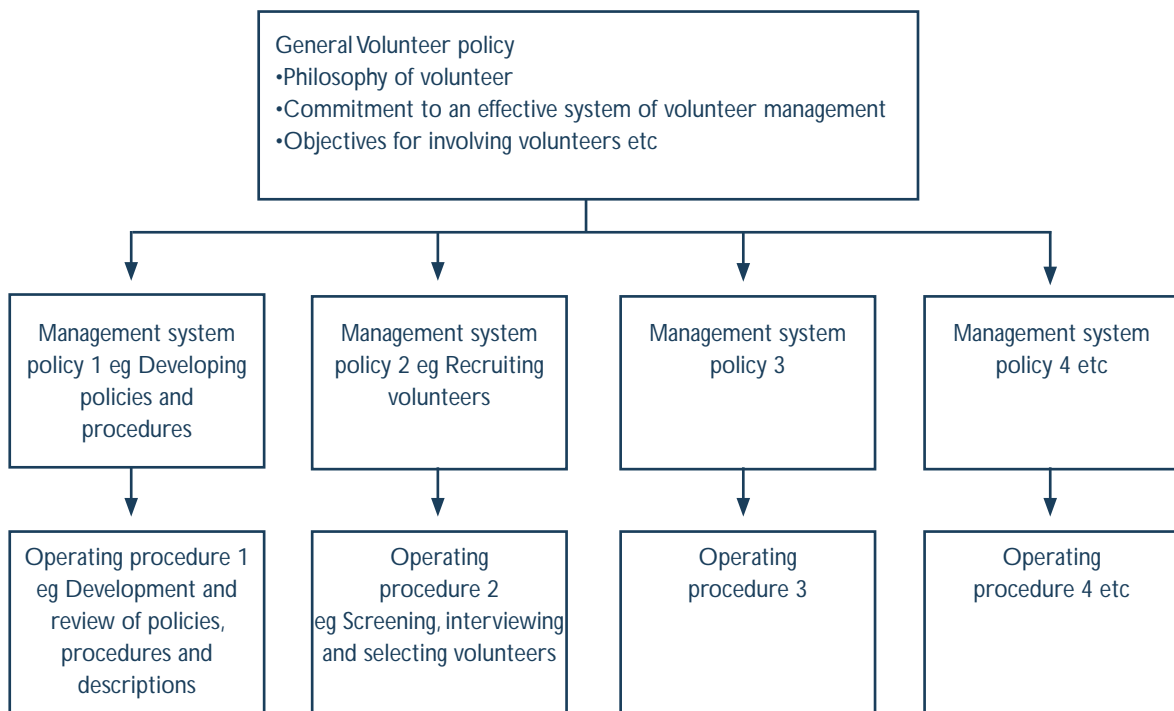 General Volunteer policy
•Philosophy of volunteer
•Commitment to an effective system of volunteer management
•Objectives for involving volunteers etc
Management system
policy 1 eg Developing
policies and
procedures
Management system
policy 2 eg Recruiting
volunteers
Management system
policy 3
Management system
policy 4 etc
Operating procedure 1
eg Development and
review of policies,
procedures and
descriptions
Operating
procedure 2
eg Screening, interviewing
and selecting volunteers
Operating
procedure 3
Operating
procedure 4 etc